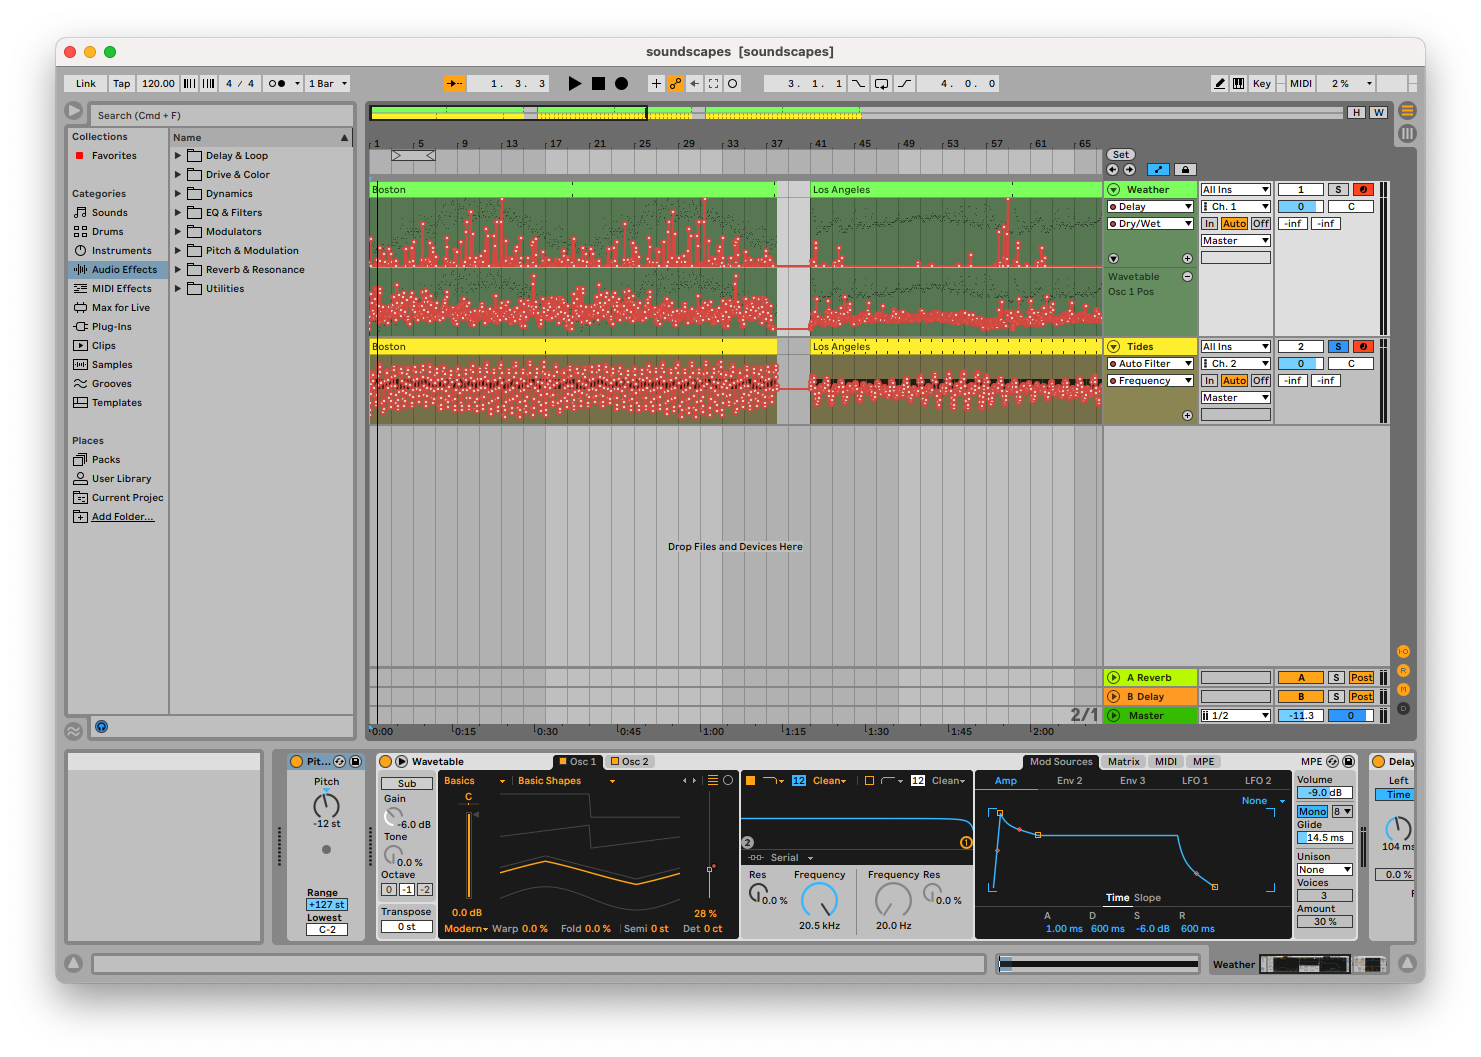 soundscapes [soundscapes]
Link Tap 120.00 4 / 4 1 Bar 1. 3. 3 3. 1. 1 4. 0. 0 Key MIDI 2 %
Search (Cmd + F)
H W
Collections
Favorites
Categories
Sounds
Drums
Instruments
Audio Effects
MIDI Effects
Max for Live
Plug-Ins
Clips
Samples
Grooves
Templates
Places
Packs
User Library
Current Projec
Add Folder...
Name
Delay & Loop
Drive & Color
Dynamics
EQ & Filters
Modulators
Pitch & Modulation
Reverb & Resonance
Utilities
1 5 9 13 17 21 25 29 33 37 41 45 49 53 57 61 65
Set
Boston Los Angeles
Weather All Ins 1 S
Delay Ch. 1 0 C
Dry/Wet In Auto Off -inf -inf
Master
Wavetable
Osc 1 Pos
Boston Los Angeles
Tides All Ins 2 S
Auto Filter Ch. 2 0 C
Frequency In Auto Off -inf -inf
Master
Drop Files and Devices Here
A Reverb A S Post
B Delay B S Post
2/1 Master 1/2 -11.3 0
0:00 0:15 0:30 0:45 1:00 1:15 1:30 1:45 2:00
Pit...
Pitch
-12 st
Range
+127 st
Lowest
C-2
Wavetable Osc 1 Osc 2 Mod Sources Matrix MIDI MPE MPE
Sub
Gain
-6.0 dB
Tone
0.0 %
Octave
0 -1 -2
Transpose
0 st
Basics Basic Shapes
C
0.0 dB 28 %
Modern Warp 0.0 % Fold 0.0 % Semi 0 st Det 0 ct
12 Clean 12 Clean
2 1
Serial
Res Frequency Frequency Res
0.0 % 0.0 %
20.5 kHz 20.0 Hz
Amp Env 2 Env 3 LFO 1 LFO 2
None
Time Slope
A D S R
1.00 ms 600 ms -6.0 dB 600 ms
Volume
-9.0 dB
Mono 8
Glide
14.5 ms
Unison
None
Voices
3
Amount
30 %
Delay
Left
Time
104 ms
0.0 %
F
Weather